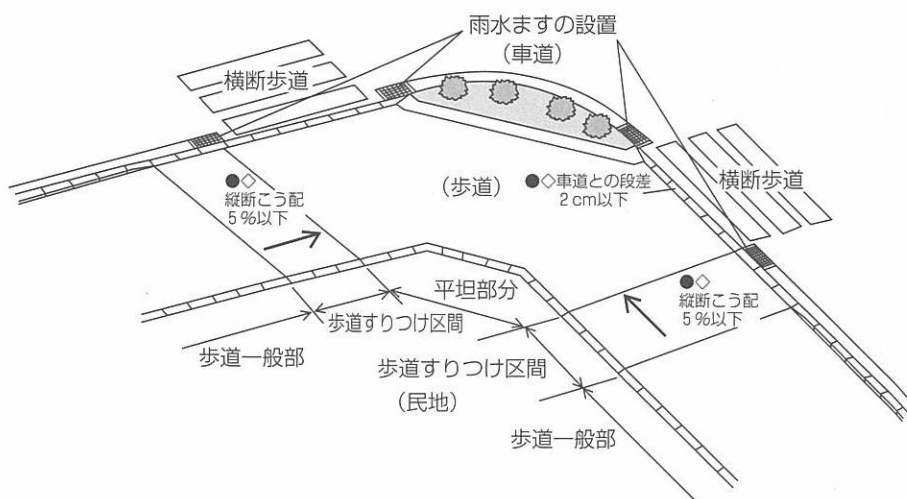 雨水ますの設置
（車道）
横断歩道
横断歩道
（歩道）
●◇車道との段差
2cm以下
●◇
縦断こう配
5%以下
●◇
縦断こう配
5%以下
平坦部分
歩道すりつけ区間
歩道一般部
歩道すりつけ区間
（民地）
歩道一般部